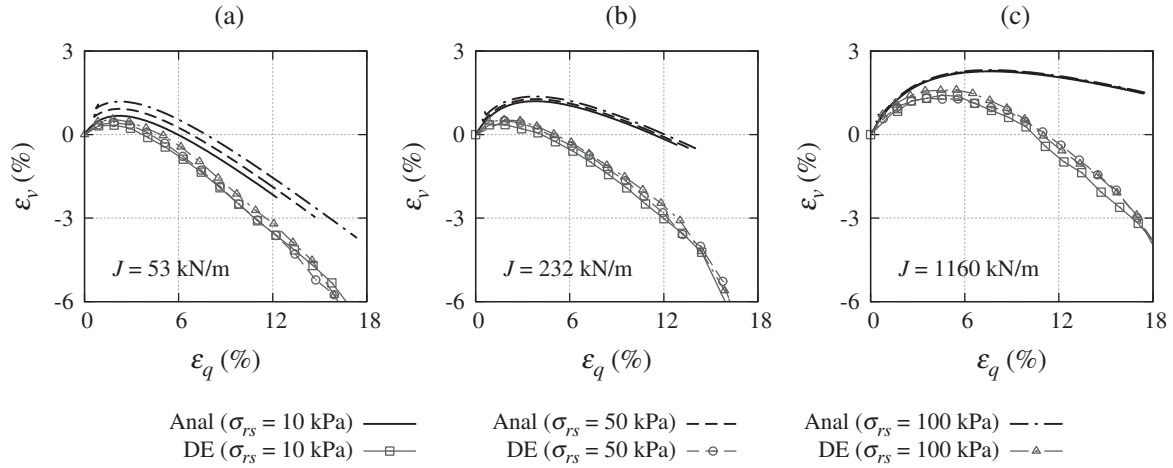 (a) (b) (c)
3 3 3
0 0 0
-3 -3 -3
-6 -6 -6
ε_v (%) ε_v (%) ε_v (%)
J = 53 kN/m J = 232 kN/m J = 1160 kN/m
0 6 12 18 0 6 12 18 0 6 12 18
ε_q (%) ε_q (%) ε_q (%)
Anal (σ_rs = 10 kPa) Anal (σ_rs = 50 kPa) Anal (σ_rs = 100 kPa)
DE (σ_rs = 10 kPa) DE (σ_rs = 50 kPa) DE (σ_rs = 100 kPa)